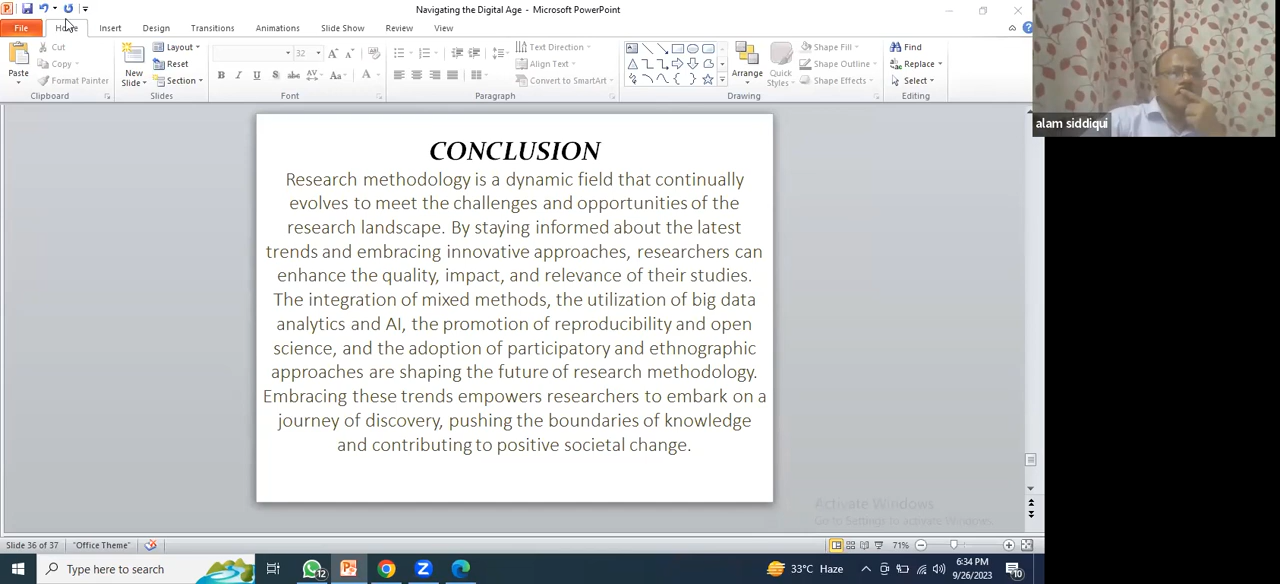 Navigating the Digital Age - Microsoft PowerPoint
File Home Insert Design Transitions Animations Slide Show Review View
Paste
Cut
Copy
Format Painter
Clipboard
New Slide
Layout
Reset
Section
Slides
32
Font
Text Direction
Align Text
Convert to SmartArt
Paragraph
Arrange
Quick Styles
Shape Fill
Shape Outline
Shape Effects
Drawing
Find
Replace
Select
Editing
alam siddiqui
CONCLUSION
Research methodology is a dynamic field that continually
evolves to meet the challenges and opportunities of the
research landscape. By staying informed about the latest
trends and embracing innovative approaches, researchers can
enhance the quality, impact, and relevance of their studies.
The integration of mixed methods, the utilization of big data
analytics and AI, the promotion of reproducibility and open
science, and the adoption of participatory and ethnographic
approaches are shaping the future of research methodology.
Embracing these trends empowers researchers to embark on a
journey of discovery, pushing the boundaries of knowledge
and contributing to positive societal change.
Activate Windows
Go to Settings to activate Windows.
Slide 36 of 37 "Office Theme" 71%
Type here to search
12
33°C Haze
6:34 PM
9/26/2023
10